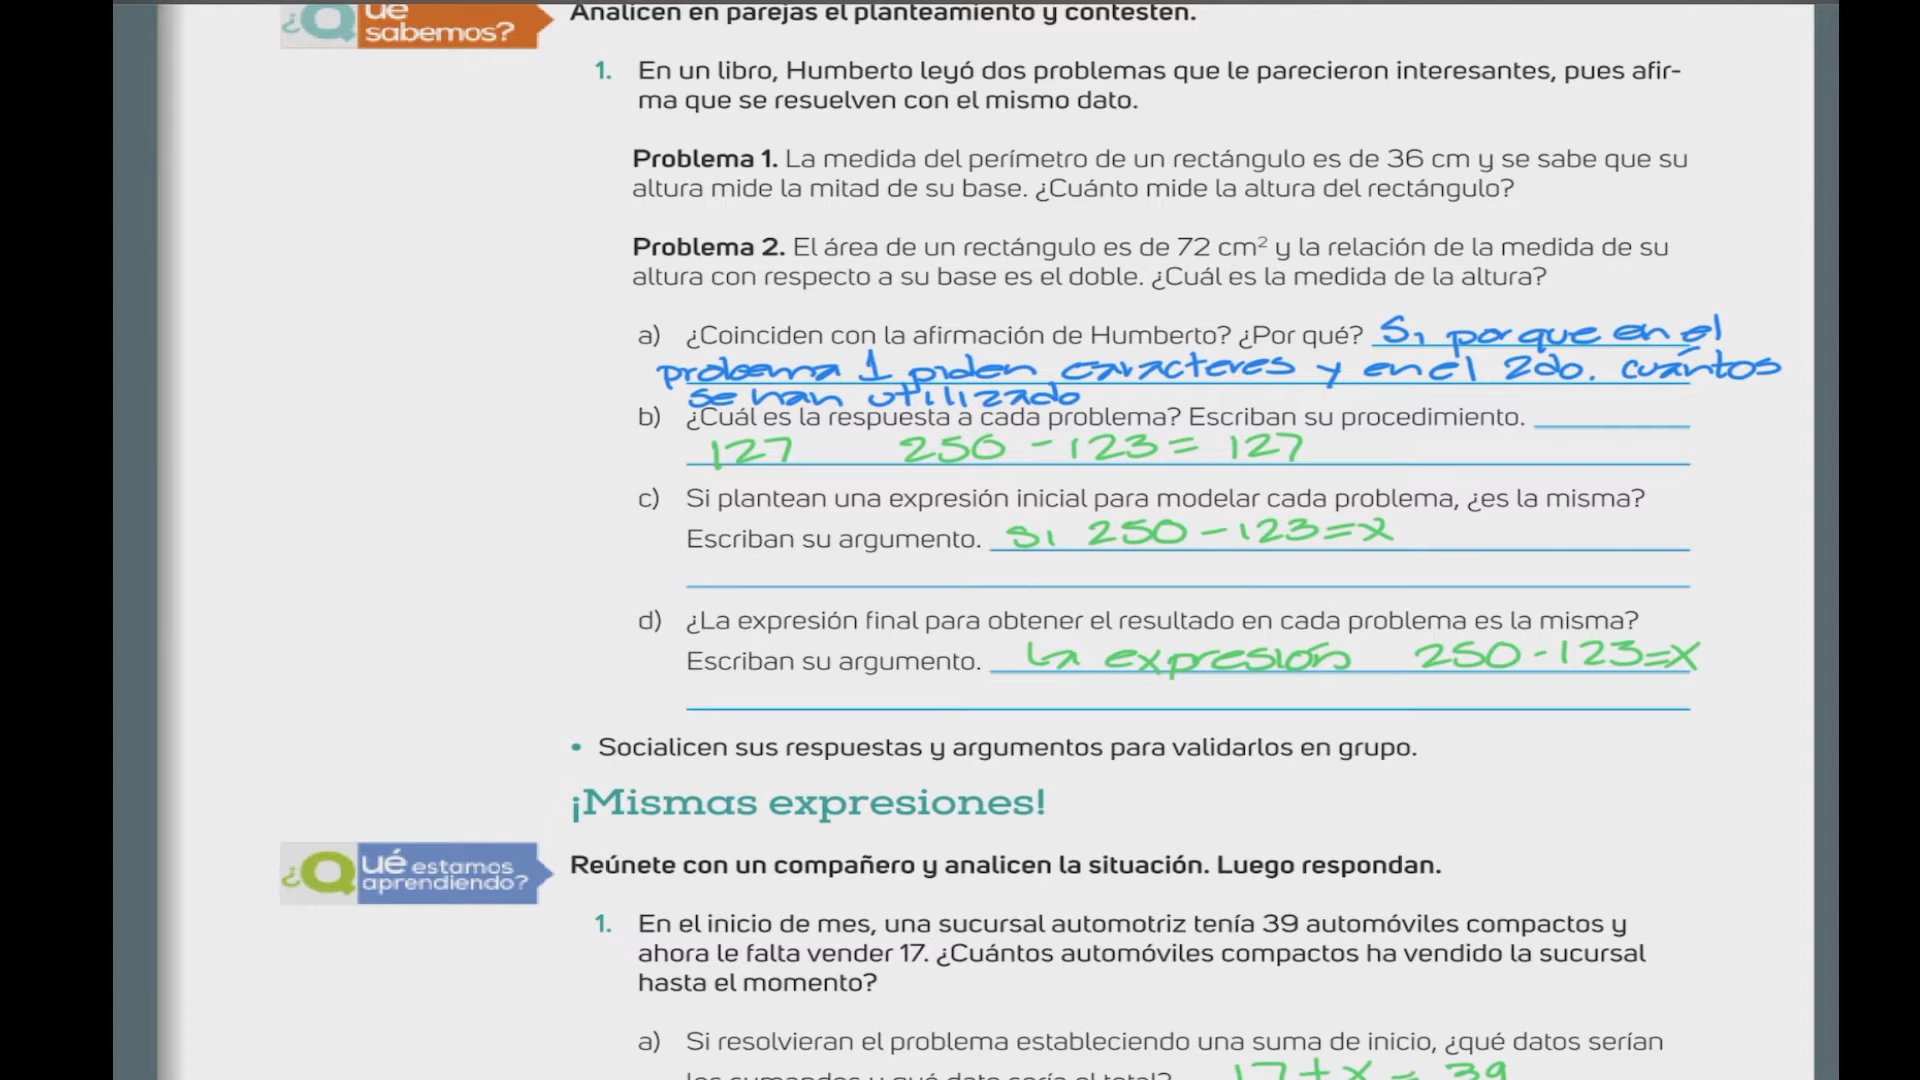 ¿Qué
sabemos?
Analicen en parejas el planteamiento y contesten.
1. En un libro, Humberto leyó dos problemas que le parecieron interesantes, pues afir-
ma que se resuelven con el mismo dato.
Problema 1. La medida del perímetro de un rectángulo es de 36 cm y se sabe que su
altura mide la mitad de su base. ¿Cuánto mide la altura del rectángulo?
Problema 2. El área de un rectángulo es de 72 cm² y la relación de la medida de su
altura con respecto a su base es el doble. ¿Cuál es la medida de la altura?
a) ¿Coinciden con la afirmación de Humberto? ¿Por qué? Si porque en el
problema 1 piden caracteres y en el 2do. cuántos
se han utilizado
b) ¿Cuál es la respuesta a cada problema? Escriban su procedimiento.
127 250 - 123 = 127
c) Si plantean una expresión inicial para modelar cada problema, ¿es la misma?
Escriban su argumento. Si 250 - 123 = x
d) ¿La expresión final para obtener el resultado en cada problema es la misma?
Escriban su argumento. La expresión 250 - 123 = x
• Socialicen sus respuestas y argumentos para validarlos en grupo.
¡Mismas expresiones!
¿Qué estamos
aprendiendo?
Reúnete con un compañero y analicen la situación. Luego respondan.
1. En el inicio de mes, una sucursal automotriz tenía 39 automóviles compactos y
ahora le falta vender 17. ¿Cuántos automóviles compactos ha vendido la sucursal
hasta el momento?
a) Si resolvieran el problema estableciendo una suma de inicio, ¿qué datos serían
los sumandos y qué dato sería el total? 17 + x = 39